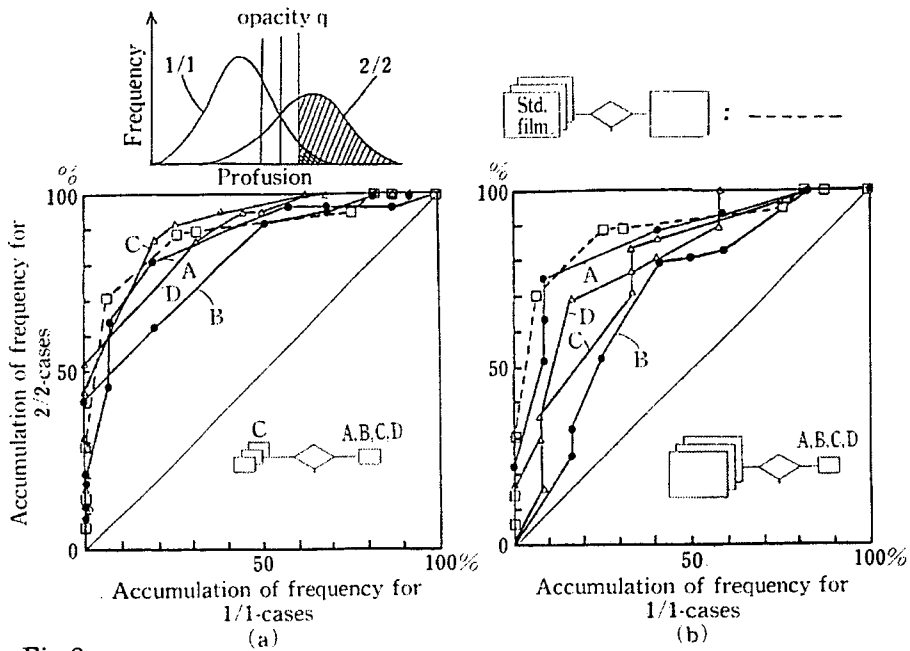 opacity q
1/1
2/2
Frequency
Profusion
Std.
film
:
%
100
50
0
C
A
D
B
C
A,B,C,D
50
100%
Accumulation of frequency for
2/2-cases
Accumulation of frequency for
1/1-cases
(a)
%
100
50
0
A
D
C
B
A,B,C,D
50
100%
Accumulation of frequency for
1/1-cases
(b)